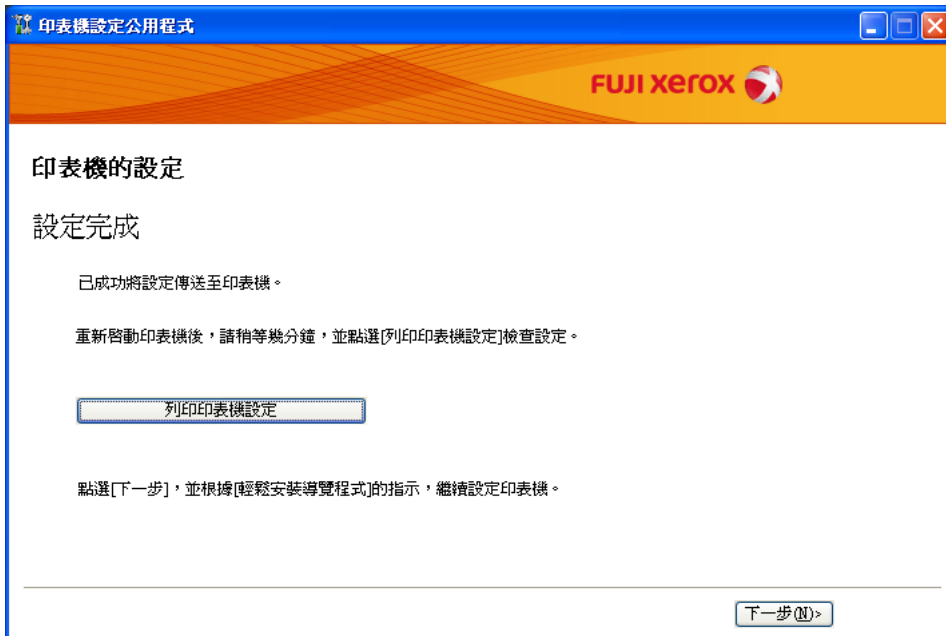 印表機設定公用程式
FUJI xerox
印表機的設定
設定完成
已成功將設定傳送至印表機。
重新啓動印表機後，請稍等幾分鐘，並點選[列印印表機設定]檢查設定。
列印印表機設定
點選[下一步]，並根據[輕鬆安裝導覽程式]的指示，繼續設定印表機。
下一步(N)>